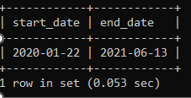 +------------+------------+
| start_date | end_date   |
+------------+------------+
| 2020-01-22 | 2021-06-13 |
+------------+------------+
1 row in set (0.053 sec)